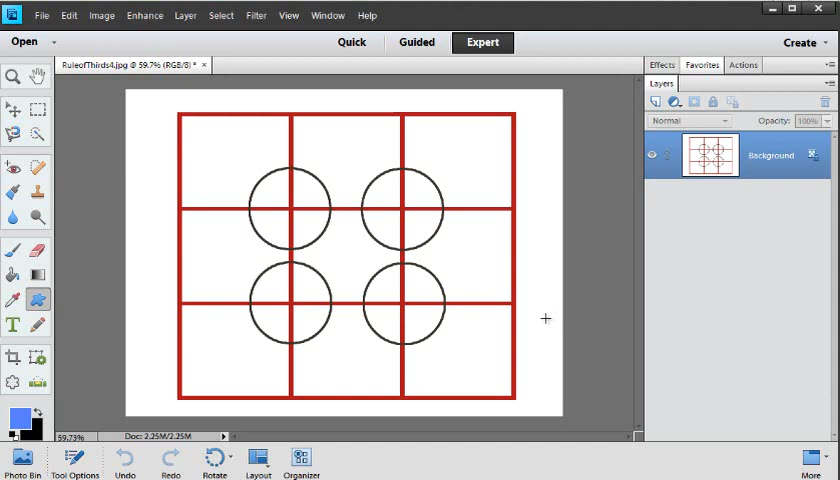 File Edit Image Enhance Layer Select Filter View Window Help
Open Quick Guided Expert Create
RuleofThirds4.jpg @ 59.7% (RGB/8) * ×
Effects Favorites Actions
Layers
Normal Opacity: 100%
Background
T
59.73% Doc: 2.25M/2.25M
Photo Bin Tool Options Undo Redo Rotate Layout Organizer More